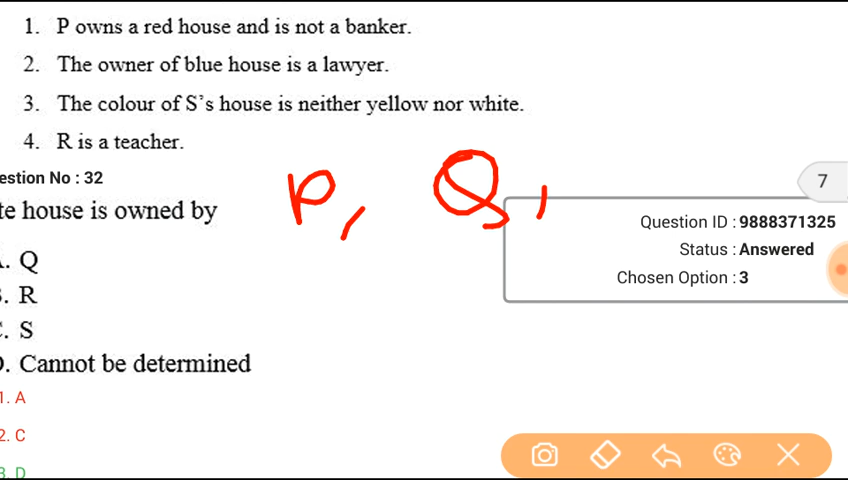 1. P owns a red house and is not a banker.
2. The owner of blue house is a lawyer.
3. The colour of S's house is neither yellow nor white.
4. R is a teacher.
estion No : 32
te house is owned by
P, Q,
7
Question ID : 9888371325
Status : Answered
Chosen Option : 3
. Q
. R
. S
. Cannot be determined
1. A
2. C
3. D